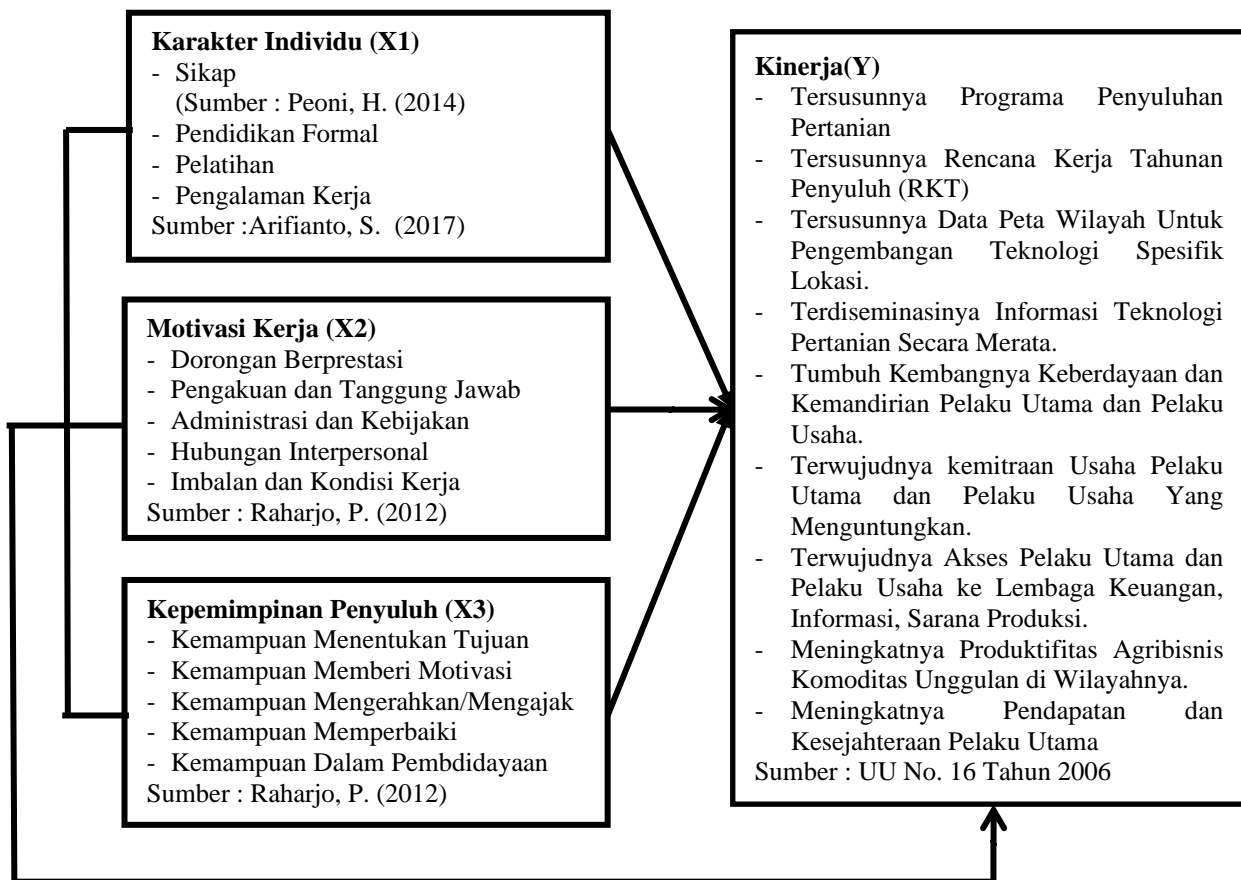 Karakter Individu (X1)
- Sikap
(Sumber : Peoni, H. (2014)
- Pendidikan Formal
- Pelatihan
- Pengalaman Kerja
Sumber :Arifianto, S. (2017)
Motivasi Kerja (X2)
- Dorongan Berprestasi
- Pengakuan dan Tanggung Jawab
- Administrasi dan Kebijakan
- Hubungan Interpersonal
- Imbalan dan Kondisi Kerja
Sumber : Raharjo, P. (2012)
Kepemimpinan Penyuluh (X3)
- Kemampuan Menentukan Tujuan
- Kemampuan Memberi Motivasi
- Kemampuan Mengerahkan/Mengajak
- Kemampuan Memperbaiki
- Kemampuan Dalam Pembdidayaan
Sumber : Raharjo, P. (2012)
Kinerja(Y)
- Tersusunnya Programa Penyuluhan
Pertanian
- Tersusunnya Rencana Kerja Tahunan
Penyuluh (RKT)
- Tersusunnya Data Peta Wilayah Untuk
Pengembangan Teknologi Spesifik
Lokasi.
- Terdiseminasinya Informasi Teknologi
Pertanian Secara Merata.
- Tumbuh Kembangnya Keberdayaan dan
Kemandirian Pelaku Utama dan Pelaku
Usaha.
- Terwujudnya kemitraan Usaha Pelaku
Utama dan Pelaku Usaha Yang
Menguntungkan.
- Terwujudnya Akses Pelaku Utama dan
Pelaku Usaha ke Lembaga Keuangan,
Informasi, Sarana Produksi.
- Meningkatnya Produktifitas Agribisnis
Komoditas Unggulan di Wilayahnya.
- Meningkatnya Pendapatan dan
Kesejahteraan Pelaku Utama
Sumber : UU No. 16 Tahun 2006